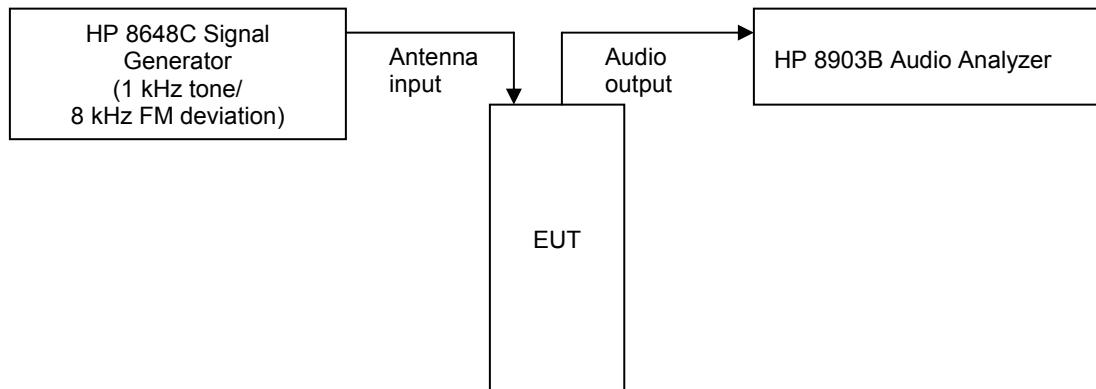 HP 8648C Signal
Generator
(1 kHz tone/
8 kHz FM deviation)
Antenna
input
Audio
output
HP 8903B Audio Analyzer
EUT